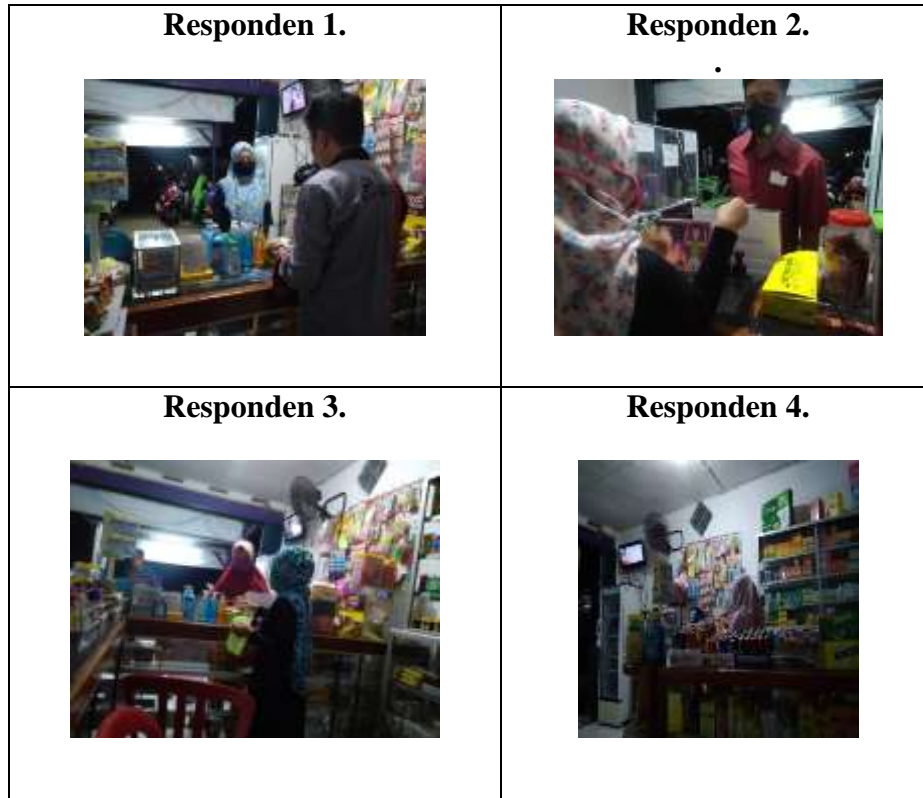 Responden 1.
Responden 2.
.
Responden 3.
Responden 4.